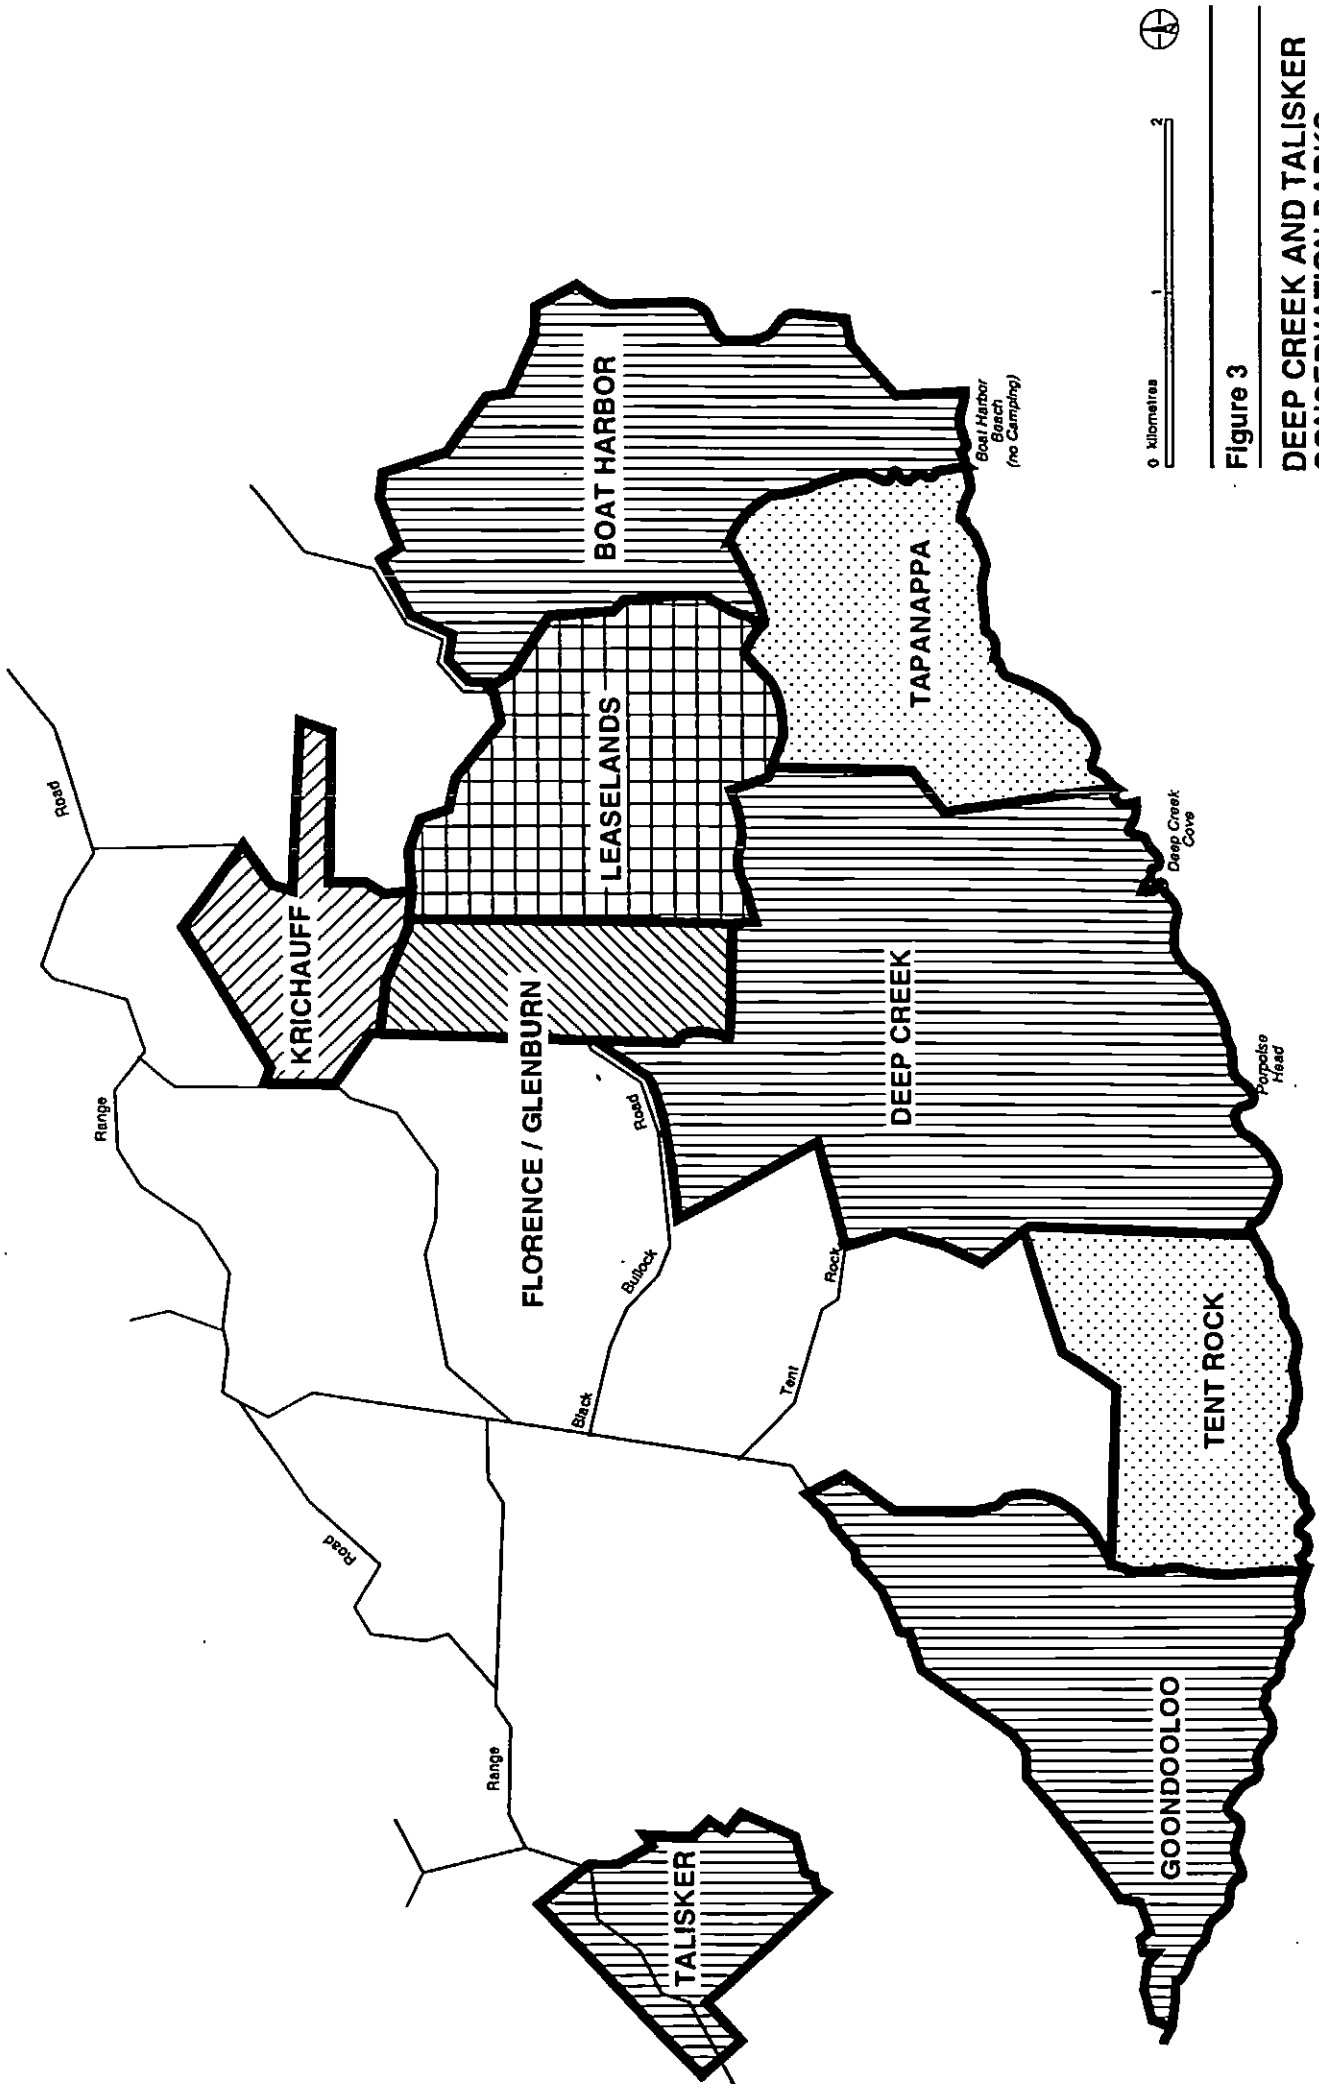 Road
Range
KRICHAUFF
BOAT HARBOR
LEASELANDS
FLORENCE / GLENBURN
Road
Bullock
Black
Road
Range
TALISKER
Rock
Tent
TAPANAPPA
DEEP CREEK
TENT ROCK
GOONDOOLOO
Boat Harbor
Beach
(no Camping)
Deep Creek
Cove
Porpoise
Head
0 kilometres 1 2
Figure 3
DEEP CREEK AND TALISKER
CONSERVATION PARKS